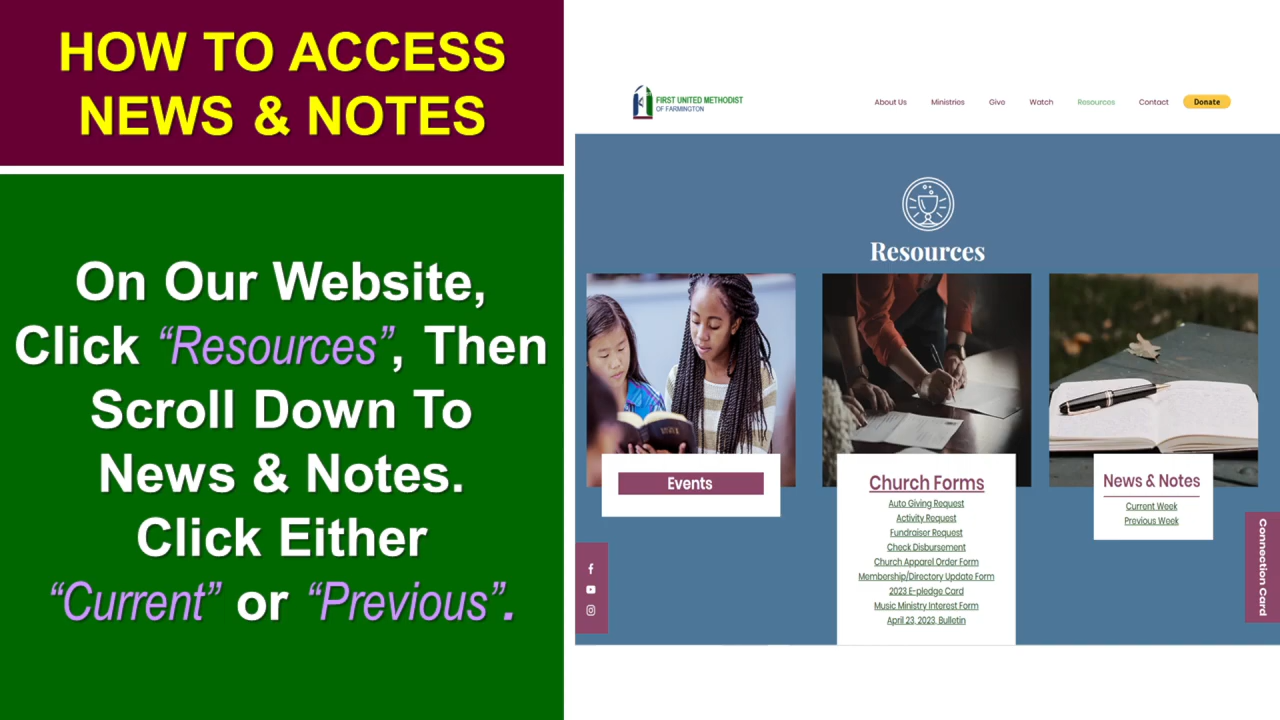 HOW TO ACCESS
NEWS & NOTES
On Our Website,
Click “Resources”, Then
Scroll Down To
News & Notes.
Click Either
“Current” or “Previous”.
FIRST UNITED METHODIST
OF FARMINGTON
About Us Ministries Give Watch Resources Contact Donate
Resources
Events
Church Forms
Auto Giving Request
Activity Request
Fundraiser Request
Check Disbursement
Church Apparel Order Form
Membership/Directory Update Form
2023 E-pledge Card
Music Ministry Interest Form
April 23, 2023, Bulletin
News & Notes
Current Week
Previous Week
Connection Card